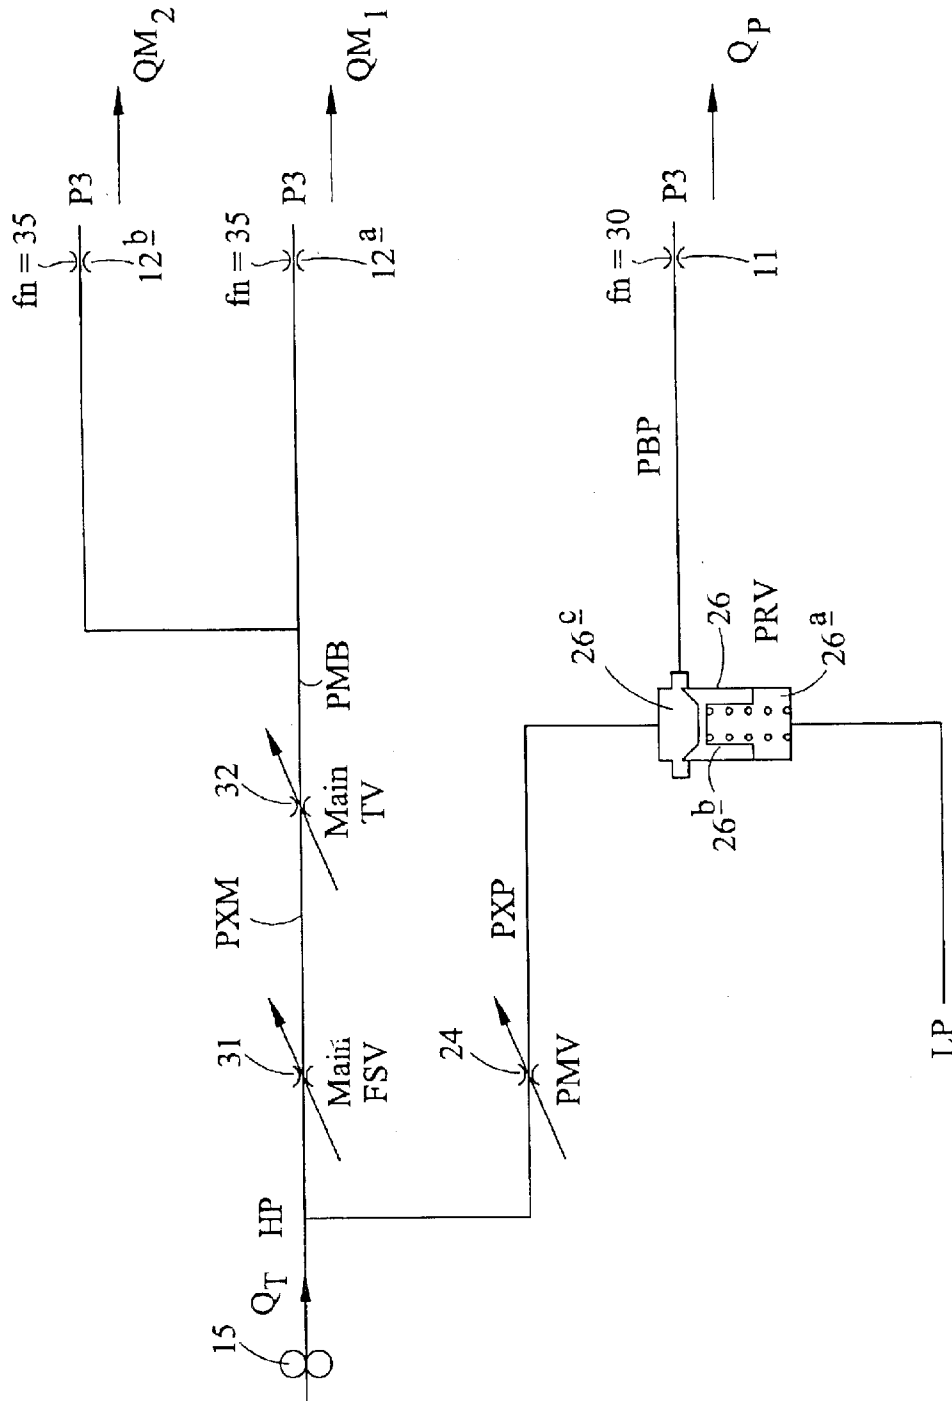 QM2
QM1
QP
P3
P3
P3
fn = 35
12b
fn = 35
12a
fn = 30
11
PBP
PMB
32
Main
TV
PXM
31
Main
FSV
HP
QT
15
26c
26
PRV
26a
26b
PXP
24
PMV
LP